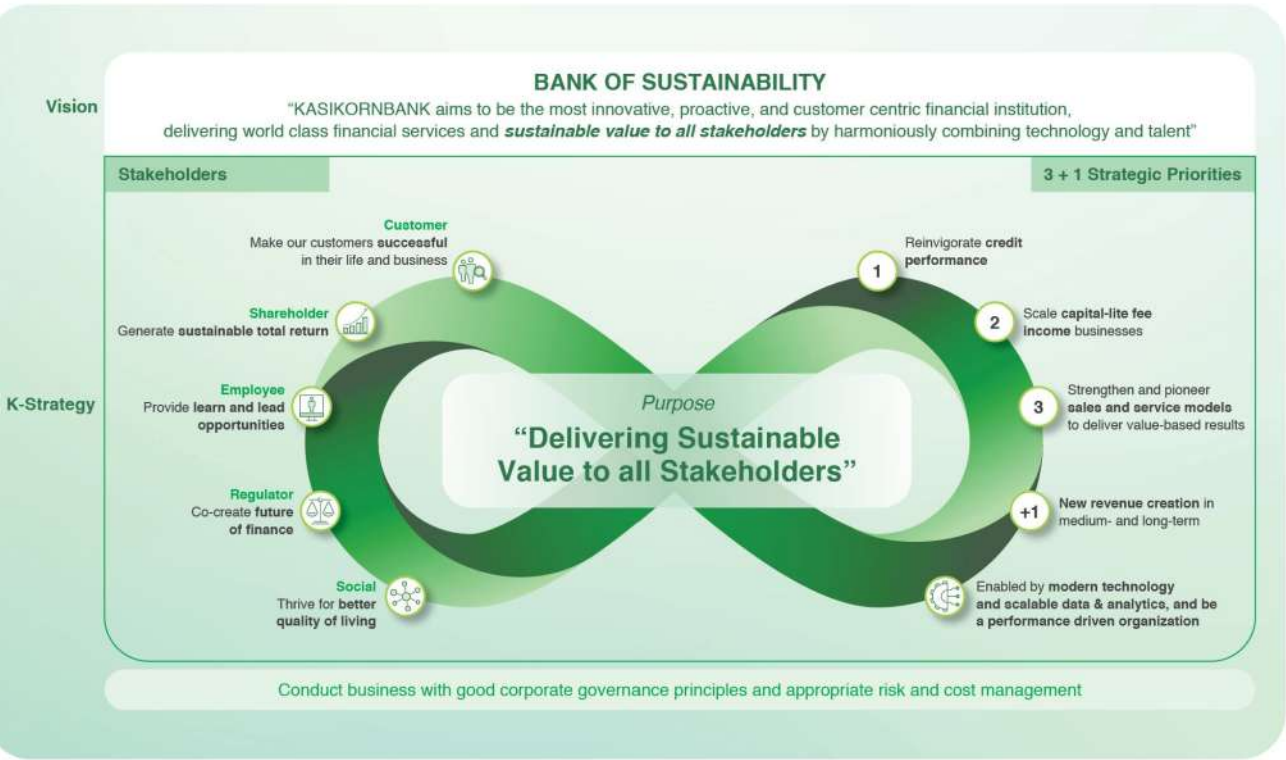 Vision
BANK OF SUSTAINABILITY
“KASIKORNBANK aims to be the most innovative, proactive, and customer centric financial institution,
delivering world class financial services and sustainable value to all stakeholders by harmoniously combining technology and talent”
K-Strategy
Stakeholders
Customer
Make our customers successful
in their life and business
Shareholder
Generate sustainable total return
Employee
Provide learn and lead
opportunities
Regulator
Co-create future
of finance
Social
Thrive for better
quality of living
Purpose
“Delivering Sustainable
Value to all Stakeholders”
3 + 1 Strategic Priorities
1
Reinvigorate credit
performance
2
Scale capital-lite fee
income businesses
3
Strengthen and pioneer
sales and service models
to deliver value-based results
+1
New revenue creation in
medium- and long-term
Enabled by modern technology
and scalable data & analytics, and be
a performance driven organization
Conduct business with good corporate governance principles and appropriate risk and cost management